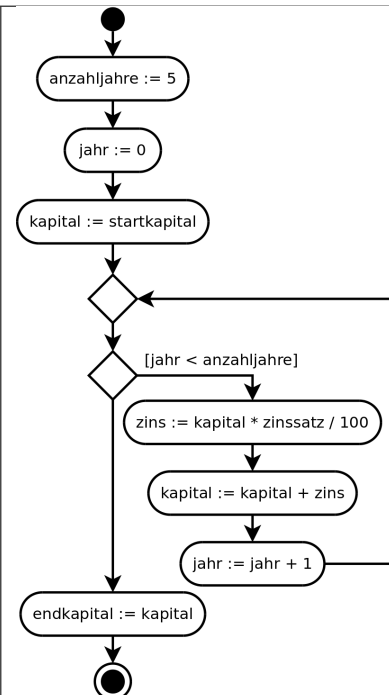 anzahljahre := 5
jahr := 0
kapital := startkapital
[jahr < anzahljahre]
zins := kapital * zinssatz / 100
kapital := kapital + zins
jahr := jahr + 1
endkapital := kapital